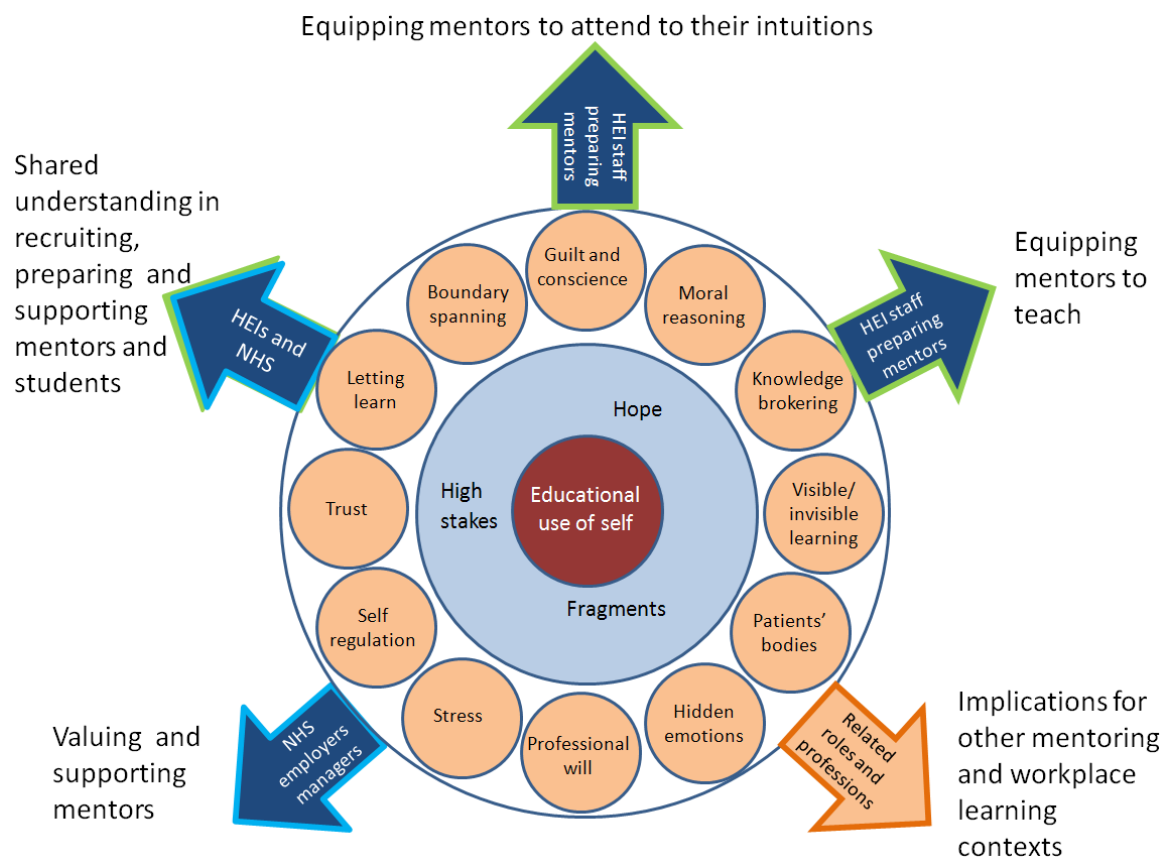 Equipping mentors to attend to their intuitions
HEI staff
preparing
mentors
Shared
understanding in
recruiting,
preparing and
supporting
mentors and
students
HEIs and
NHS
Equipping
mentors to
teach
HEI staff
preparing
mentors
Guilt and
conscience
Boundary
spanning
Moral
reasoning
Letting
learn
Knowledge
brokering
Hope
High
stakes
Educational
use of self
Fragments
Trust
Visible/
invisible
learning
Self
regulation
Patients’
bodies
Stress
Professional
will
Hidden
emotions
NHS
employers
managers
Valuing and
supporting
mentors
Related
roles and
professions
Implications for
other mentoring
and workplace
learning
contexts